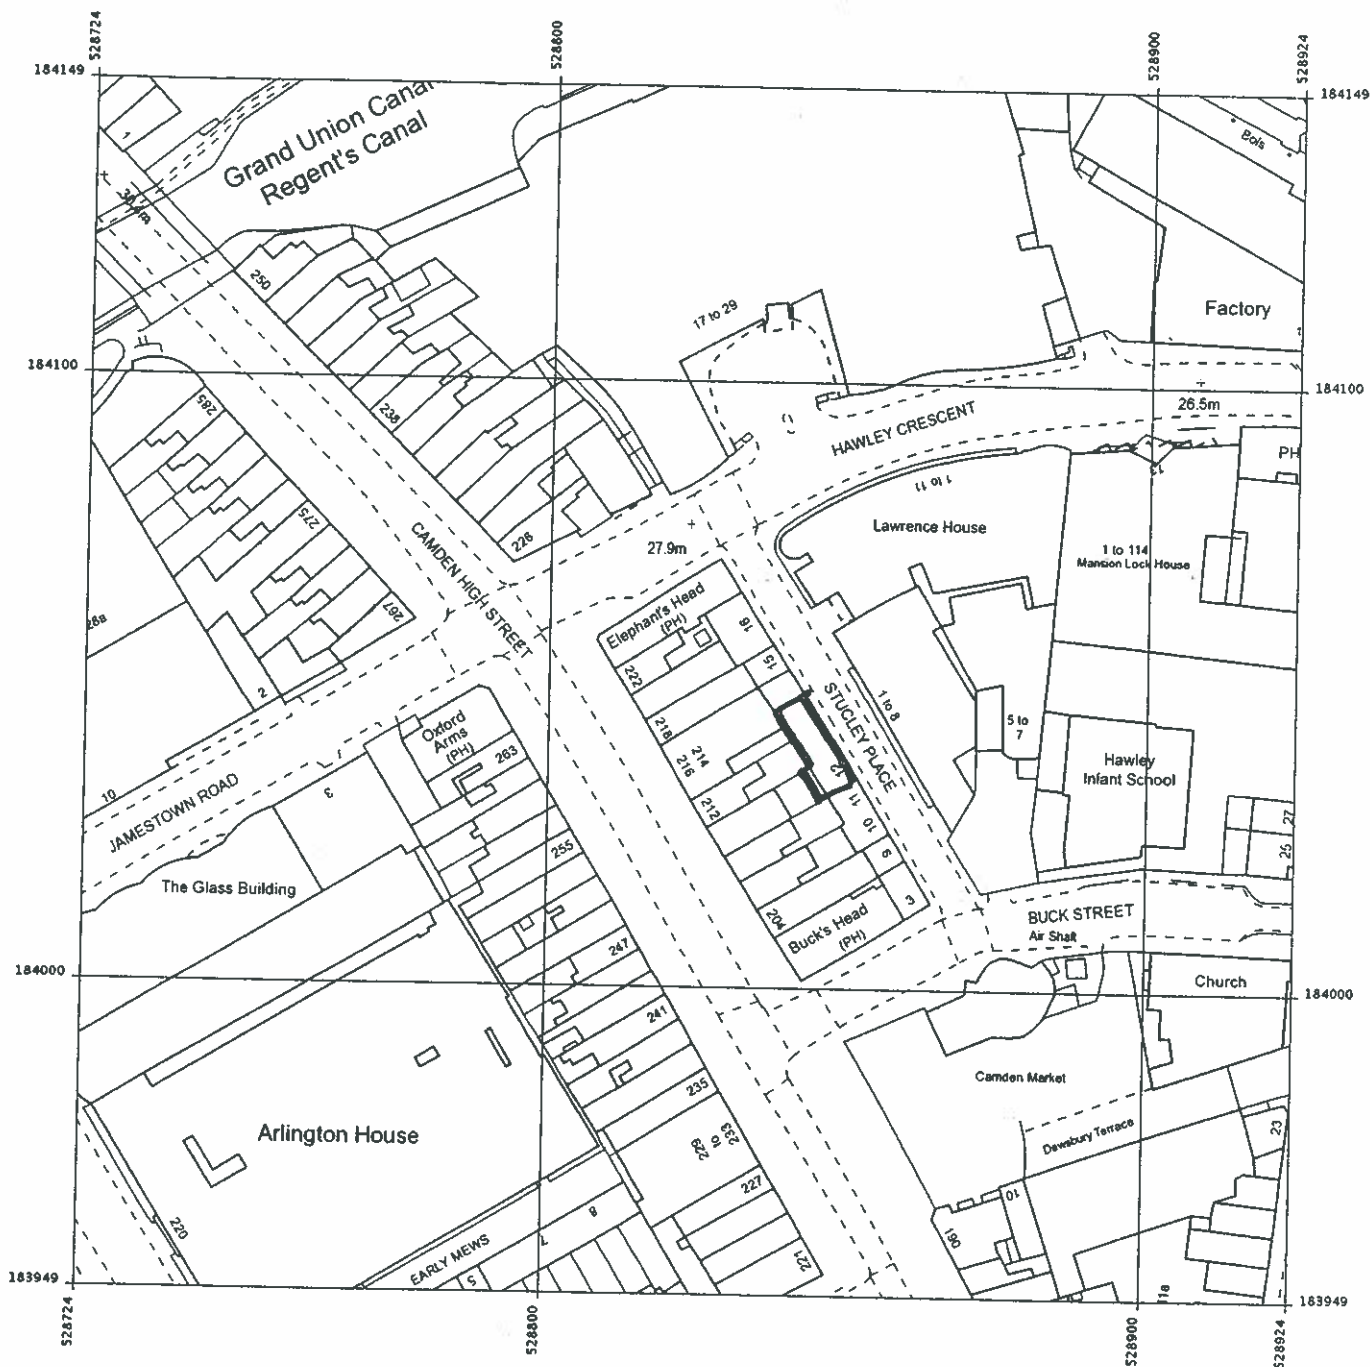 528724
528800
528900
528924
184149
184149
Grand Union Canal
Regent's Canal
Bols
30.4m
250
17 to 29
Factory
184100
184100
285
238
HAWLEY CRESCENT
26.5m
PH
13
1 to 11
275
CAMDEN HIGH STREET
226
27.9m
Lawrence House
1 to 114
Mansion Lock House
267
26a
Elephant's Head
(PH)
16
15
222
2
STUCLEY PLACE
1 to 8
5 to
7
218
214
216
212
12
11
10
9
3
Oxford
Arms
(PH)
263
Hawley
Infant School
10
JAMESTOWN ROAD
3
27
25
255
The Glass Building
204
Buck's Head
(PH)
BUCK STREET
Air Shaft
247
184000
184000
Church
241
Camden Market
235
Arlington House
233
to
229
Dewsbury Terrace
23
227
220
8
7
5
EARLY MEWS
221
190
10
183949
183949
528724
528800
528900
528924